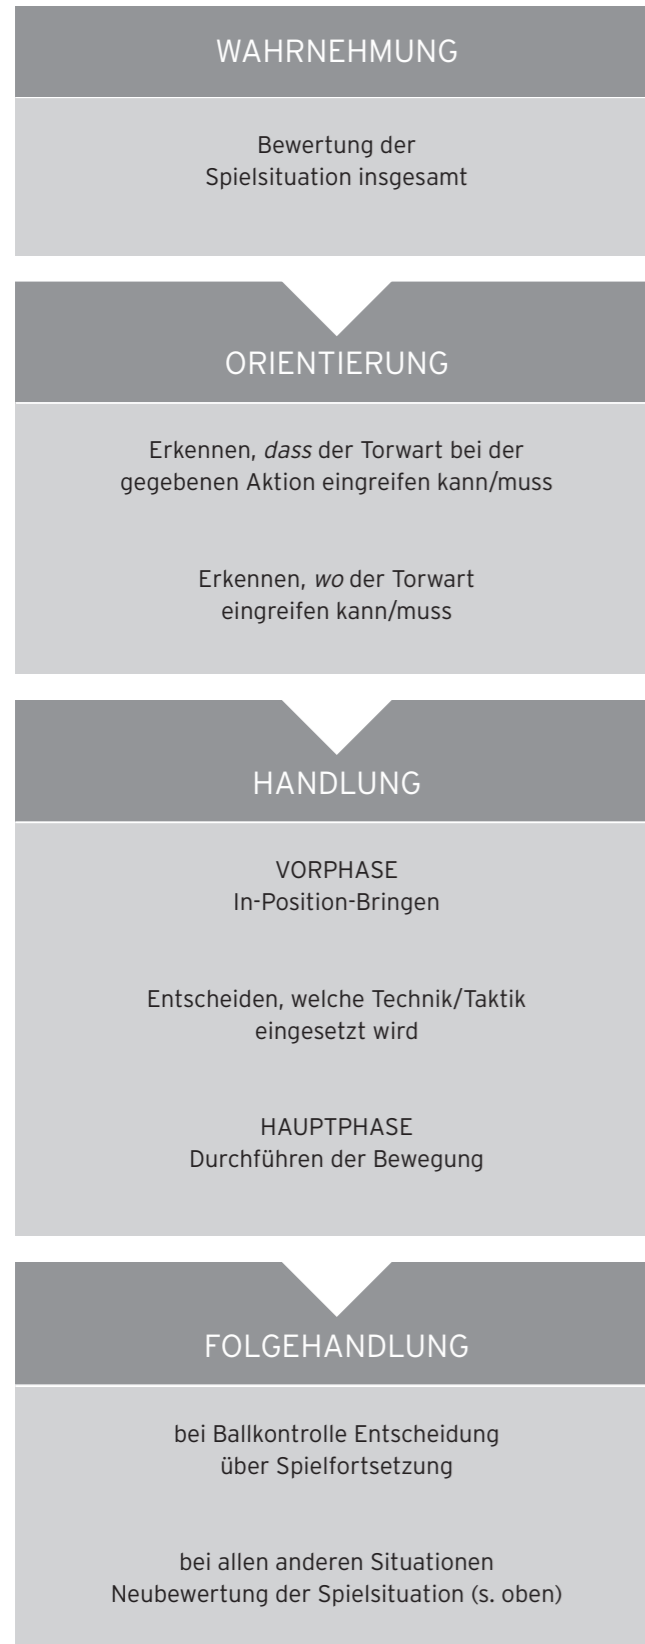 WAHRNEHMUNG
Bewertung der
Spielsituation insgesamt
ORIENTIERUNG
Erkennen, dass der Torwart bei der
gegebenen Aktion eingreifen kann/muss
Erkennen, wo der Torwart
eingreifen kann/muss
HANDLUNG
VORPHASE
In-Position-Bringen
Entscheiden, welche Technik/Taktik
eingesetzt wird
HAUPTPHASE
Durchführen der Bewegung
FOLGEHANDLUNG
bei Ballkontrolle Entscheidung
über Spielfortsetzung
bei allen anderen Situationen
Neubewertung der Spielsituation (s. oben)